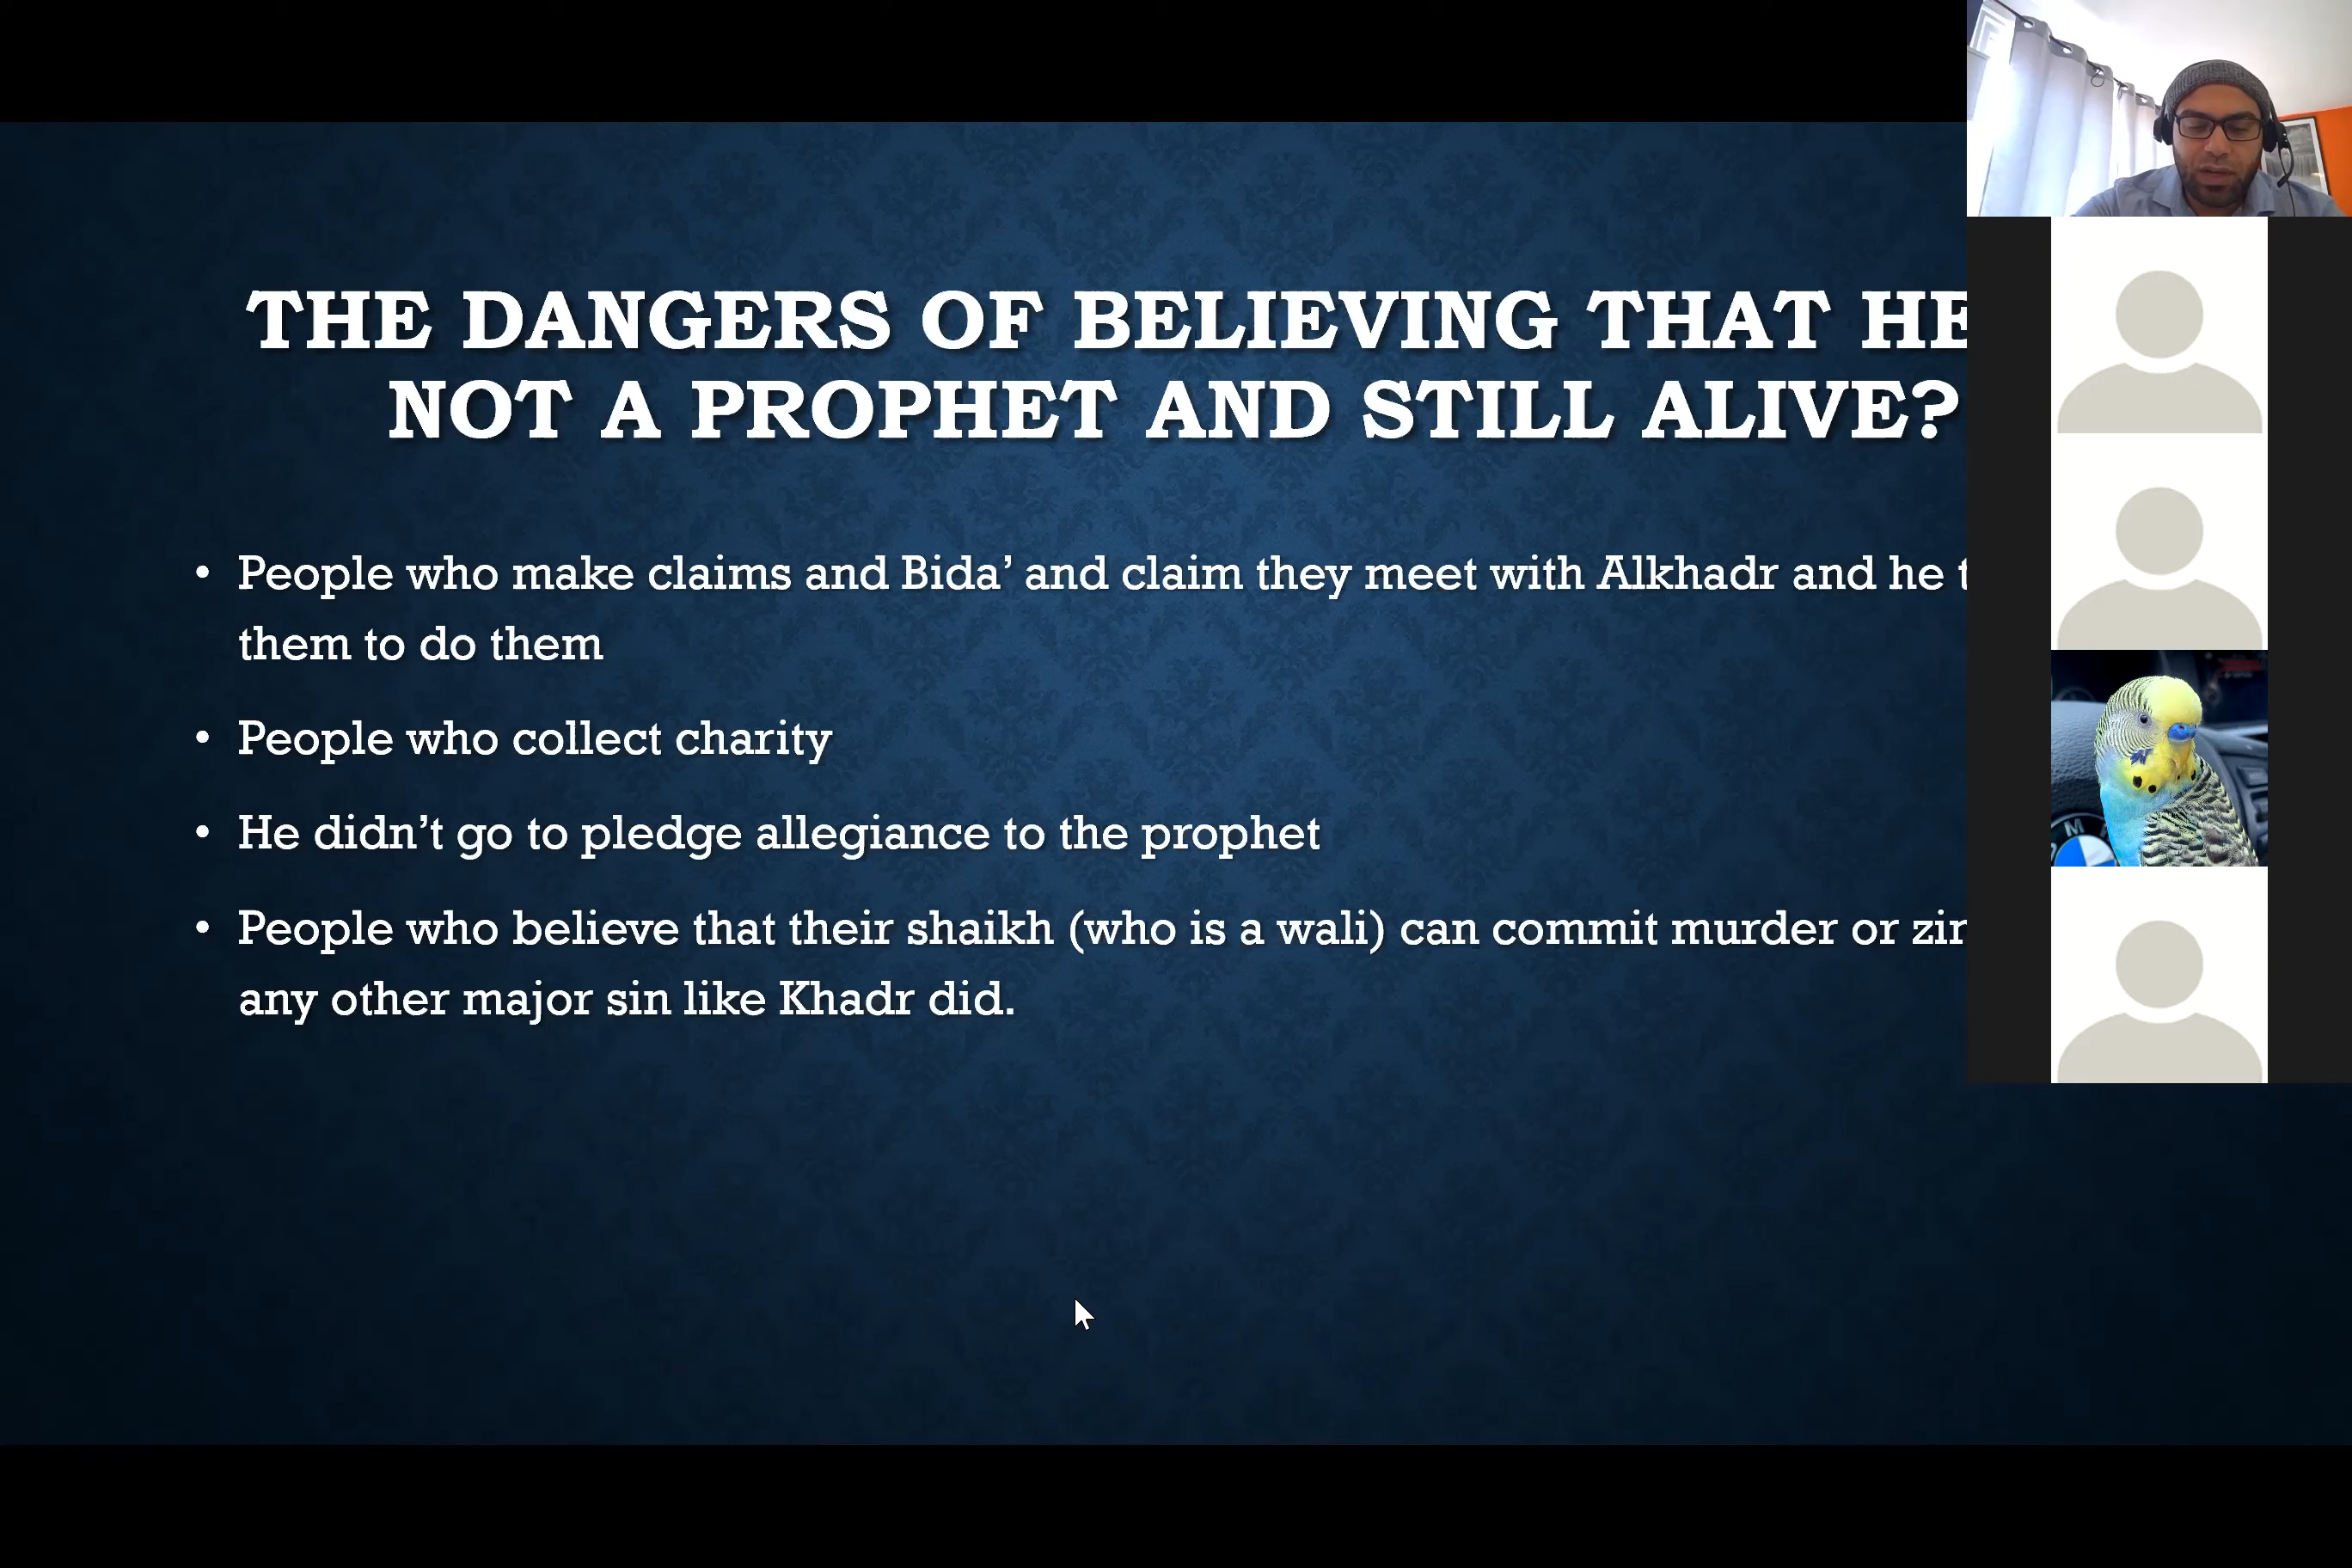 THE DANGERS OF BELIEVING THAT HE
NOT A PROPHET AND STILL ALIVE?
• People who make claims and Bida’ and claim they meet with Alkhadr and he
them to do them
• People who collect charity
• He didn’t go to pledge allegiance to the prophet
• People who believe that their shaikh (who is a wali) can commit murder or
any other major sin like Khadr did.